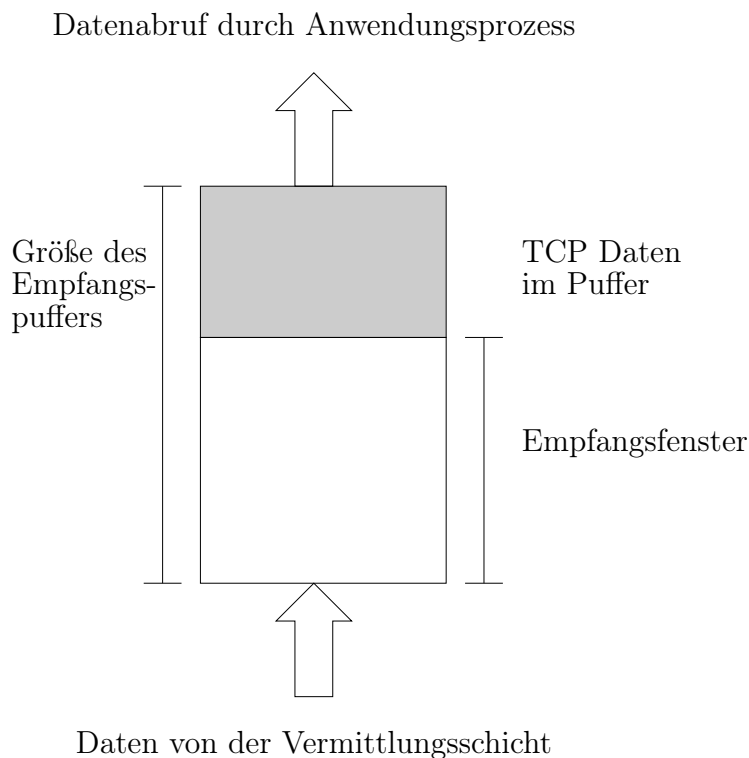 Datenabruf durch Anwendungsprozess
Größe des
Empfangs-
puffers
TCP Daten
im Puffer
Empfangsfenster
Daten von der Vermittlungsschicht